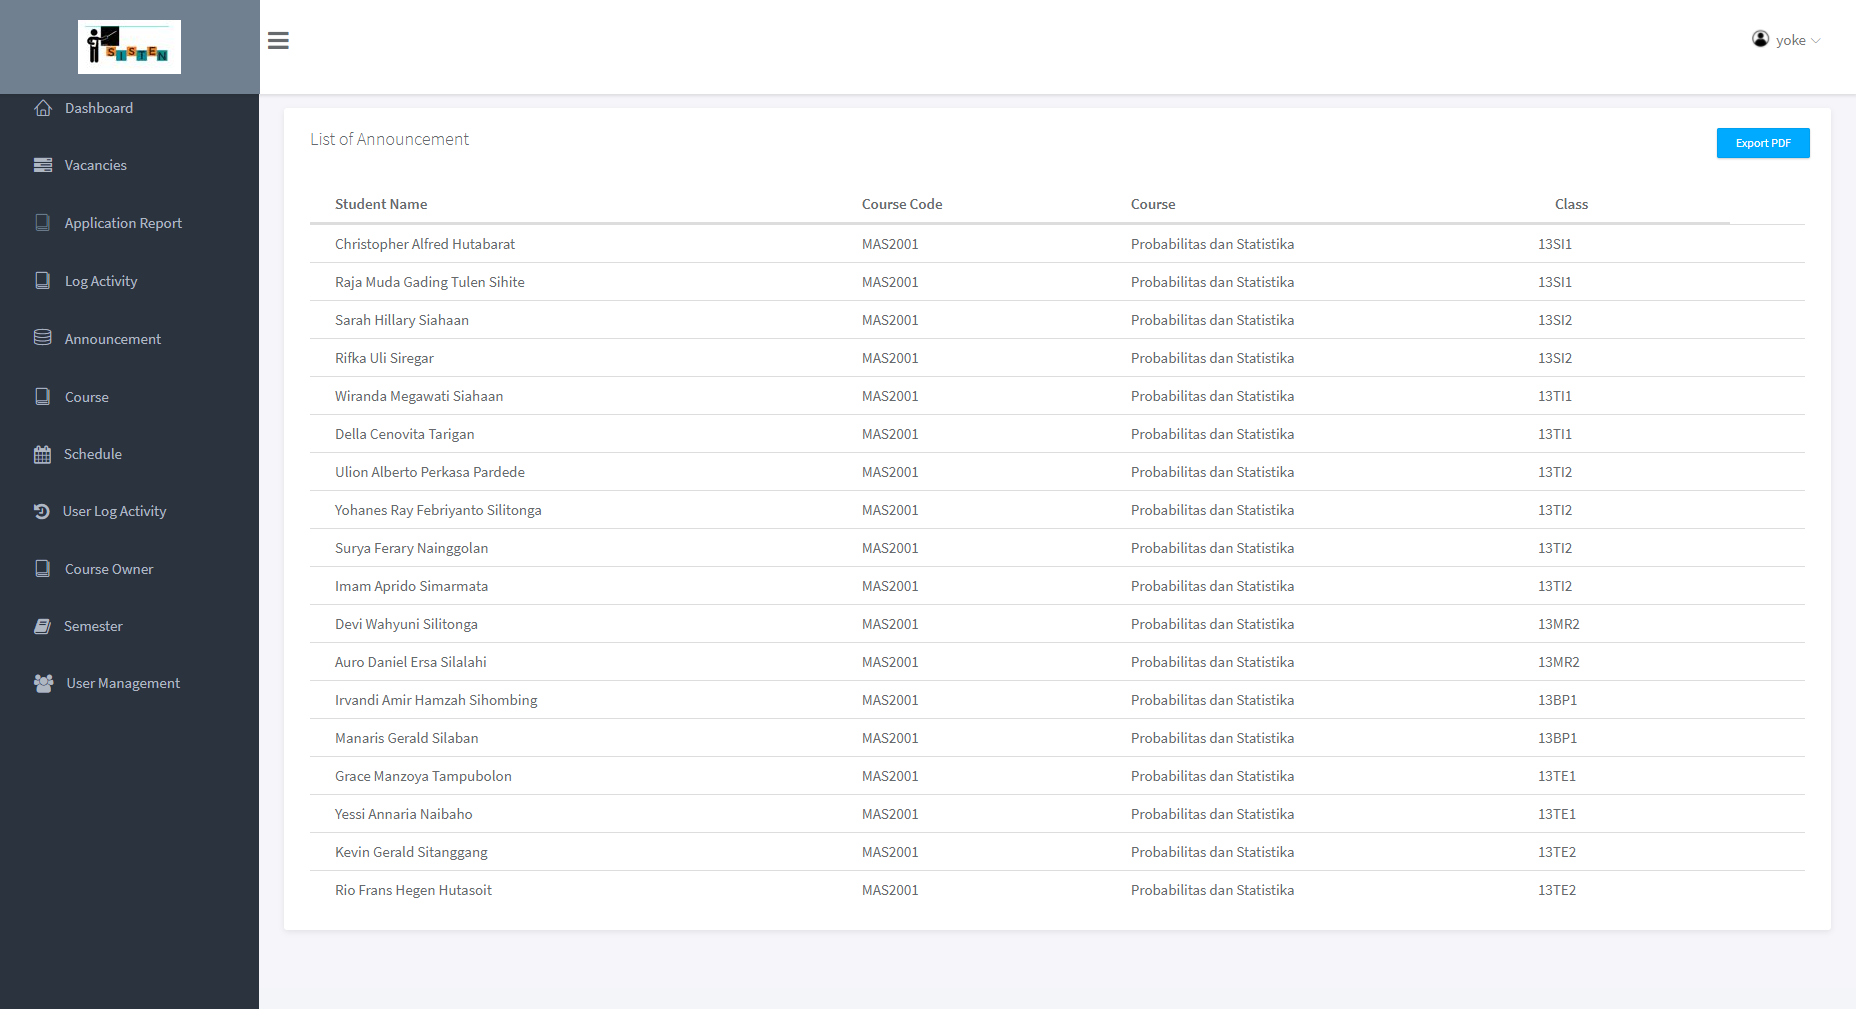 SISTEN
yoke
Dashboard
Vacancies
Application Report
Log Activity
Announcement
Course
Schedule
User Log Activity
Course Owner
Semester
User Management
List of Announcement
Export PDF
Student Name Course Code Course Class
Christopher Alfred Hutabarat MAS2001 Probabilitas dan Statistika 13SI1
Raja Muda Gading Tulen Sihite MAS2001 Probabilitas dan Statistika 13SI1
Sarah Hillary Siahaan MAS2001 Probabilitas dan Statistika 13SI2
Rifka Uli Siregar MAS2001 Probabilitas dan Statistika 13SI2
Wiranda Megawati Siahaan MAS2001 Probabilitas dan Statistika 13TI1
Della Cenovita Tarigan MAS2001 Probabilitas dan Statistika 13TI1
Ulion Alberto Perkasa Pardede MAS2001 Probabilitas dan Statistika 13TI2
Yohanes Ray Febriyanto Silitonga MAS2001 Probabilitas dan Statistika 13TI2
Surya Ferary Nainggolan MAS2001 Probabilitas dan Statistika 13TI2
Imam Aprido Simarmata MAS2001 Probabilitas dan Statistika 13TI2
Devi Wahyuni Silitonga MAS2001 Probabilitas dan Statistika 13MR2
Auro Daniel Ersa Silalahi MAS2001 Probabilitas dan Statistika 13MR2
Irvandi Amir Hamzah Sihombing MAS2001 Probabilitas dan Statistika 13BP1
Manaris Gerald Silaban MAS2001 Probabilitas dan Statistika 13BP1
Grace Manzoya Tampubolon MAS2001 Probabilitas dan Statistika 13TE1
Yessi Annaria Naibaho MAS2001 Probabilitas dan Statistika 13TE1
Kevin Gerald Sitanggang MAS2001 Probabilitas dan Statistika 13TE2
Rio Frans Hegen Hutasoit MAS2001 Probabilitas dan Statistika 13TE2